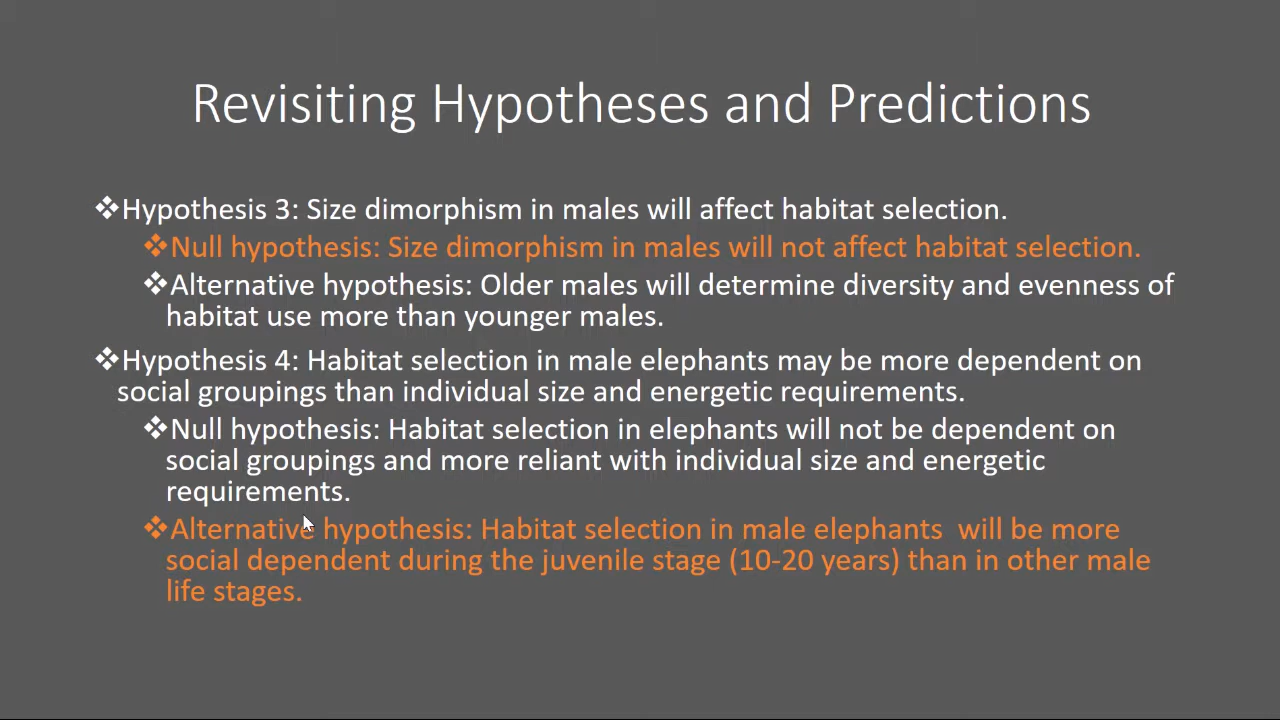 Revisiting Hypotheses and Predictions
❖Hypothesis 3: Size dimorphism in males will affect habitat selection.
❖Null hypothesis: Size dimorphism in males will not affect habitat selection.
❖Alternative hypothesis: Older males will determine diversity and evenness of
habitat use more than younger males.
❖Hypothesis 4: Habitat selection in male elephants may be more dependent on
social groupings than individual size and energetic requirements.
❖Null hypothesis: Habitat selection in elephants will not be dependent on
social groupings and more reliant with individual size and energetic
requirements.
❖Alternative hypothesis: Habitat selection in male elephants  will be more
social dependent during the juvenile stage (10-20 years) than in other male
life stages.